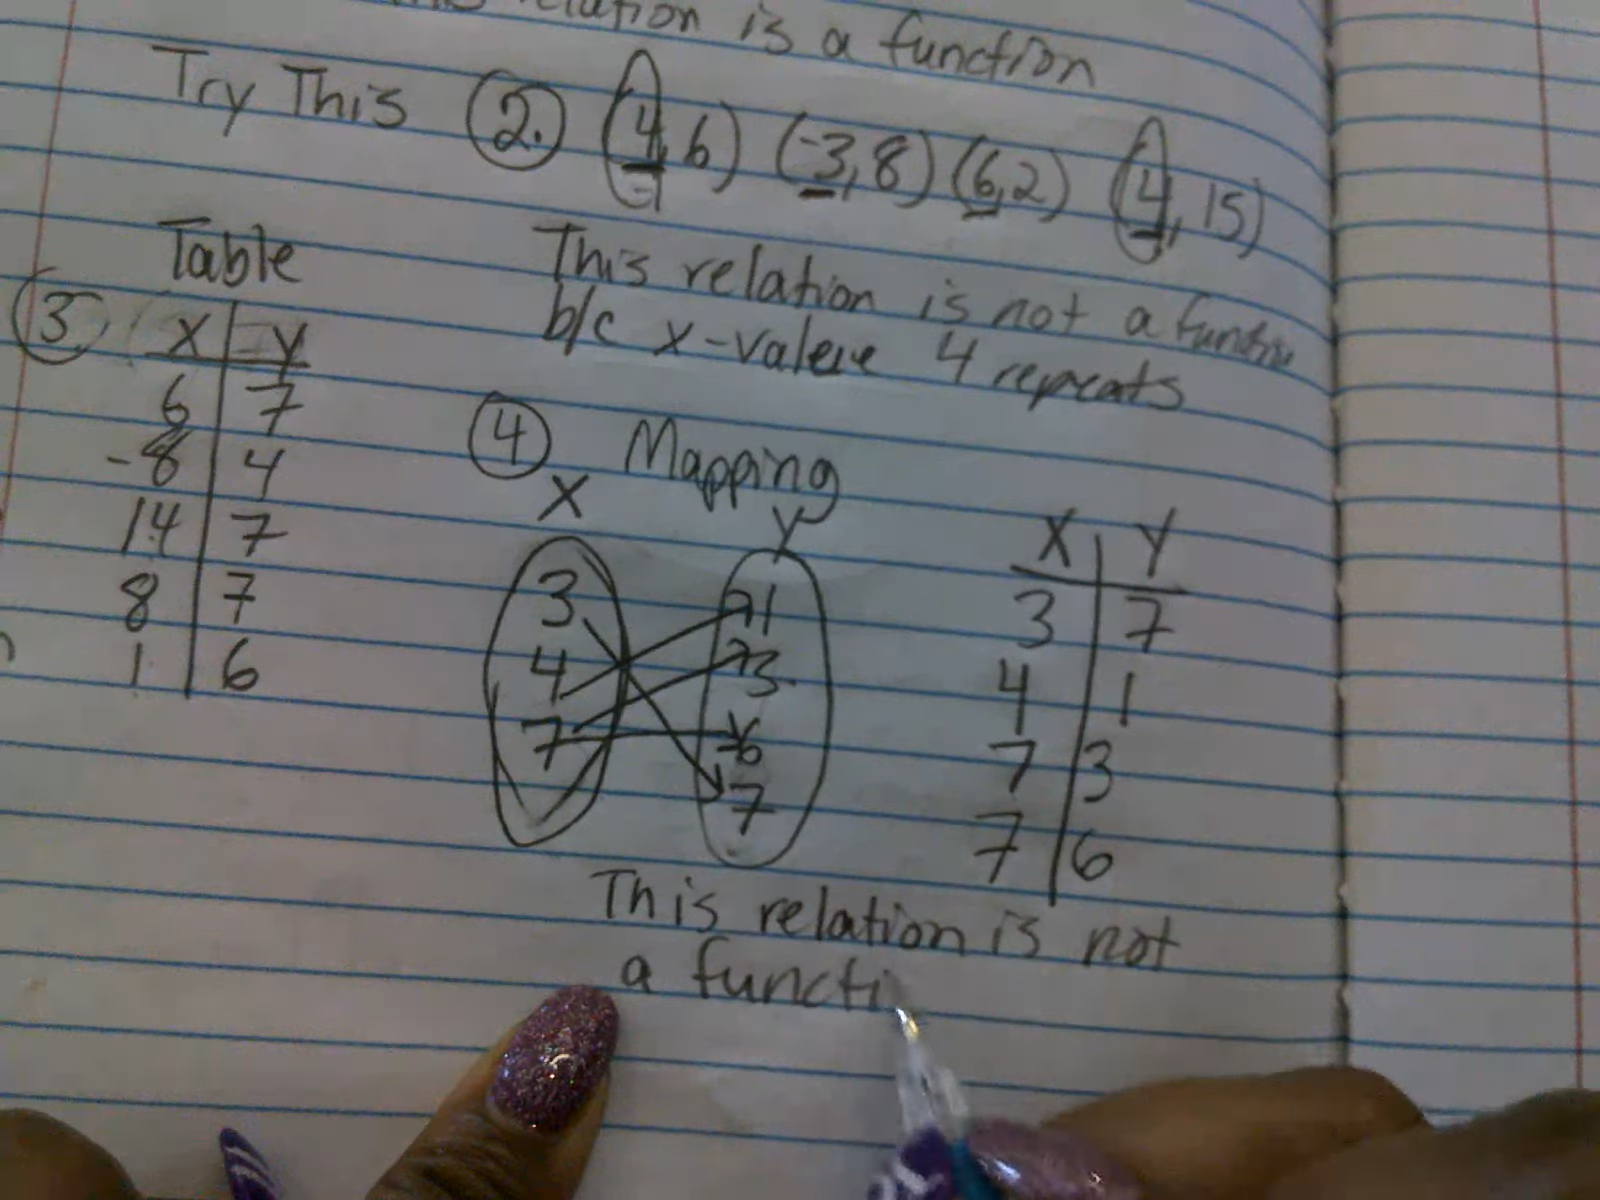 relation is a function
Try This 2. (4,6) (-3,8) (6,2) (4,15)
This relation is not a function
b/c x-value 4 repeats
Table
3.
X Y
6 7
-8 4
14 7
8 7
1 6
4 Mapping
X Y
3 1
4 3
7 6
7
X Y
3 7
4 1
7 3
7 6
This relation is not
a functi